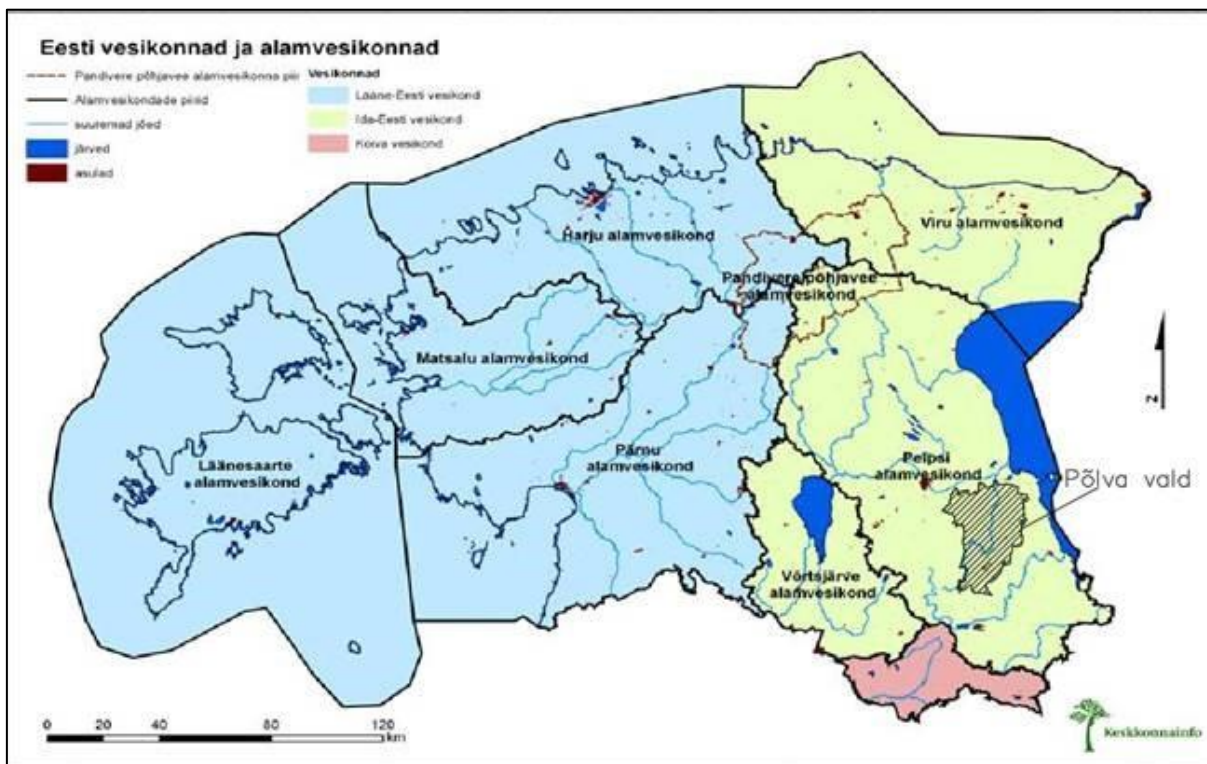 Eesti vesikonnad ja alamvesikonnad
Pandivere põhjavee alamvesikonna piir
Alamvesikondade piirid
suuremad jõed
järved
asulad
Vesikonnad
Lääne-Eesti vesikond
Ida-Eesti vesikond
Koiva vesikond
Harju alamvesikond
Viru alamvesikond
Pandivere põhjavee
alamvesikond
Matsalu alamvesikond
Läänesaarte
alamvesikond
Pärnu
alamvesikond
Peipsi
alamvesikond
Põlva vald
Võrtsjärve
alamvesikond
N
0 20 40 80 120
km
Keskkonnainfo